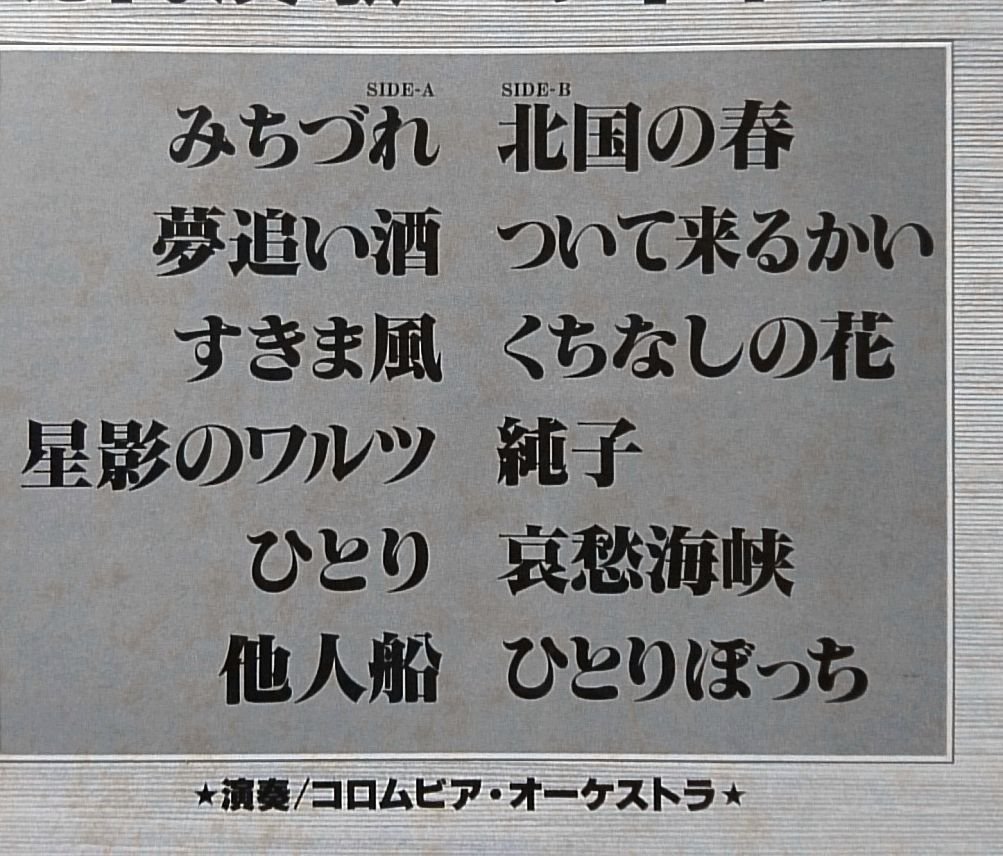 SIDE-A
みちづれ
夢追い酒
すきま風
星影のワルツ
ひとり
他人船
SIDE-B
北国の春
ついて来るかい
くちなしの花
純子
哀愁海峡
ひとりぼっち
★演奏/コロムビア・オーケストラ★